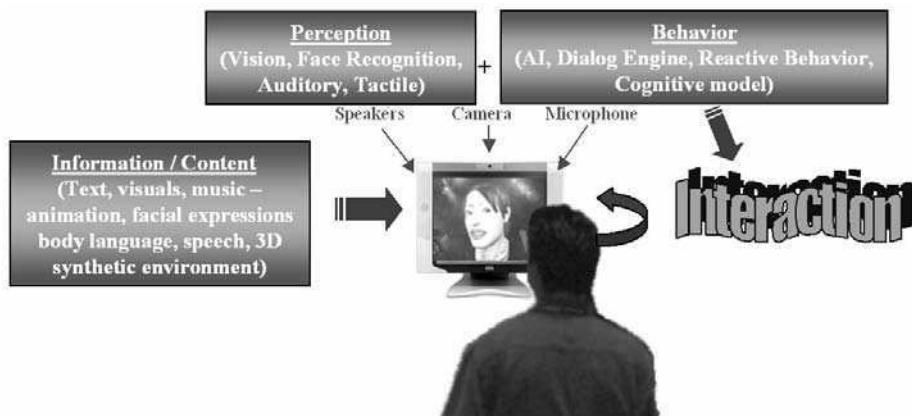 Perception
(Vision, Face Recognition,
Auditory, Tactile)
+
Behavior
(AI, Dialog Engine, Reactive Behavior,
Cognitive model)
Speakers
Camera
Microphone
Information / Content
(Text, visuals, music –
animation, facial expressions
body language, speech, 3D
synthetic environment)
Interaction